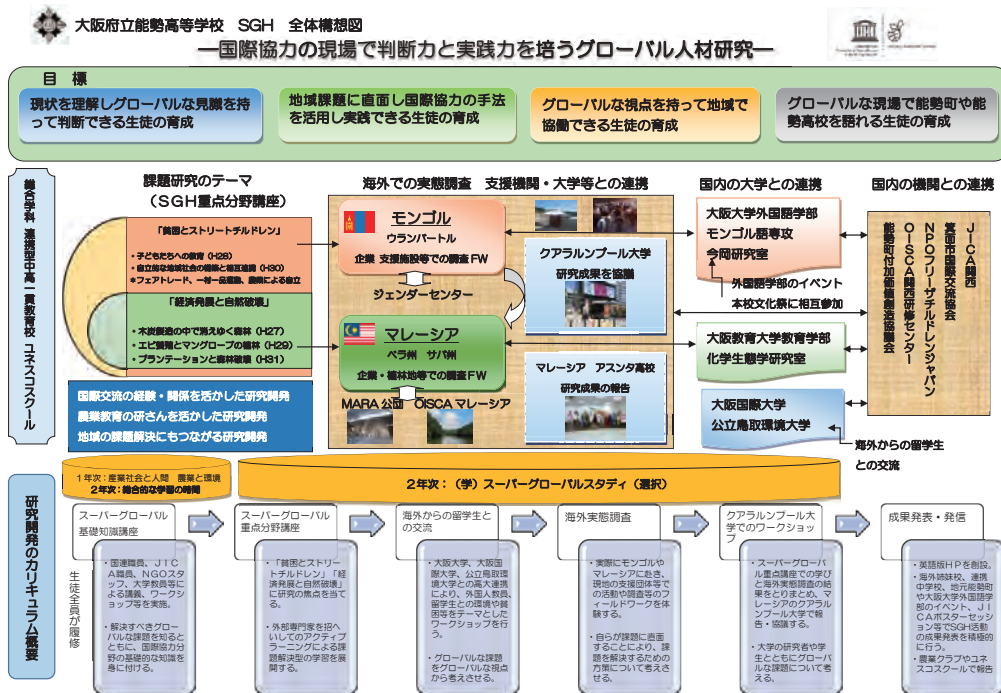 大阪府立能勢高等学校 SGH 全体構想図
―国際協力の現場で判断力と実践力を培うグローバル人材研究―
目 標
現状を理解しグローバルな見識を持
って判断できる生徒の育成
地域課題に直面し国際協力の手法
を活用し実践できる生徒の育成
グローバルな視点を持って地域で
協働できる生徒の育成
グローバルな現場で能勢町や能
勢高校を語れる生徒の育成
総合学科 連携型中高一貫教育校 ユネスコスクール
課題研究のテーマ
(SGH重点分野講座)
「貧困とストリートチルドレン」
・子どもたちへの教育(H28)
・自立的な地域社会の構築と相互連携(H30)
*フェアトレード、一村一品運動、農業による自立
「経済発展と自然破壊」
・木炭製造の中で消えゆく森林(H27)
・エビ養殖とマングローブの植林(H29)
・プランテーションと森林破壊(H31)
国際交流の経験・関係を活かした研究開発
農業教育の研さんを活かした研究開発
地域の課題解決にもつながる研究開発
海外での実態調査 支援機関・大学等との連携
モンゴル
ウランバートル
企業 支援施設等での調査FW
ジェンダーセンター
マレーシア
ペラ州 サバ州
企業・植林地等での調査FW
MARA公団 OISCAマレーシア
クアラルンプール大学
研究成果を協議
マレーシア アスンタ高校
研究成果の報告
国内の大学との連携
大阪大学外国語学部
モンゴル語専攻
今岡研究室
外国語学部のイベント
本校文化祭に相互参加
大阪教育大学教育学部
化学生態学研究室
大阪国際大学
公立鳥取環境大学
海外からの留学生
との交流
国内の機関との連携
JICA関西
箕面市国際交流協会
NPOフリーザチルドレンジャパン
OISCA関西研修センター
能勢町付加価値創造協議会
研究開発のカリキュラム概要
1年次:産業社会と人間 農業と環境
2年次:総合的な学習の時間
2年次:(学)スーパーグローバルスタディ(選択)
生徒全員が履修
スーパーグローバル
基礎知識講座
・国連職員、JICA
職員、NGOスタ
ッフ、大学教員等に
よる講義、ワークシ
ョップ等を実施。
・解決すべきグロー
バルな課題を知ると
ともに、国際協力分
野の基礎的な知識を
身に付ける。
スーパーグローバル
重点分野講座
・「貧困とストリー
トチルドレン」「経
済発展と自然破壊」
に研究の焦点を当て
る。
・外部専門家を招へ
いしてのアクティブ
ラーニングによる課
題解決型の学習を展
開する。
海外からの留学生と
の交流
・大阪大学、大阪国
際大学、公立鳥取環
境大学との高大連携
により、外国人教員、
留学生との環境や貧
困等をテーマとした
ワークショップを行
う。
・グローバルな課題
をグローバルな視点
から考えさせる。
海外実態調査
・実際にモンゴルや
マレーシアに赴き、
現地の支援団体等で
の活動や調査等のフ
ィールドワークを体
験する。
・自らが課題に直面
することにより、課
題を解決するための
方策について考えさ
せる。
クアラルンプール大
学でのワークショッ
プ
・スーパーグローバ
ル重点講座での学び
と海外実態調査の結
果をとりまとめ、マ
レーシアのクアラル
ンプール大学で報
告・協議する。
・大学の研究者や学
生とともにグローバ
ルな課題について考
える。
成果発表・発信
・英語版HPを創設。
・海外姉妹校、連携
中学校、地元能勢町
や大阪大学外国語学
部のイベント、JI
CAポスターセッシ
ョン等でSGH活動
の成果発表を積極的
に行う。
・農業クラブやユネ
スコスクールで報告